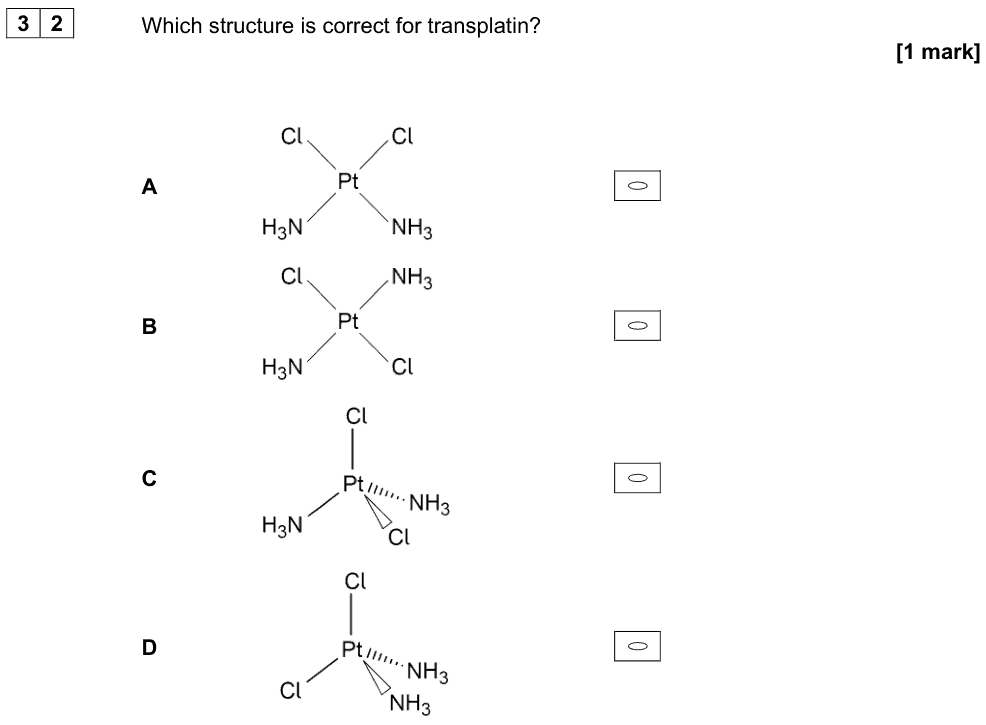 3 2 Which structure is correct for transplatin?
[1 mark]
Cl Cl
Pt
A
H₃N NH₃
Cl NH₃
Pt
B
H₃N Cl
Cl
C
Pt
NH₃
H₃N
Cl
Cl
D
Pt
NH₃
Cl
NH₃